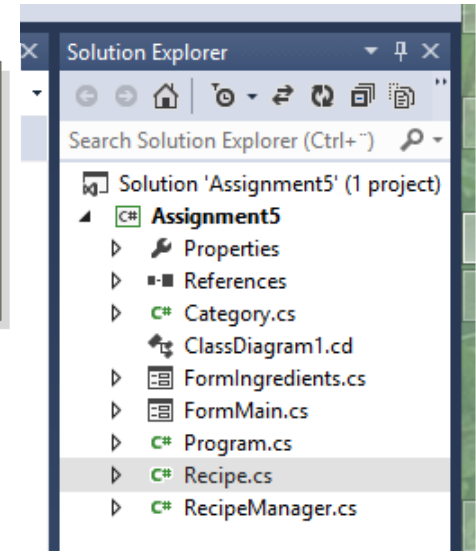 Solution Explorer
Search Solution Explorer (Ctrl+¨)
Solution 'Assignment5' (1 project)
C# Assignment5
Properties
References
C# Category.cs
ClassDiagram1.cd
FormIngredients.cs
FormMain.cs
C# Program.cs
C# Recipe.cs
C# RecipeManager.cs